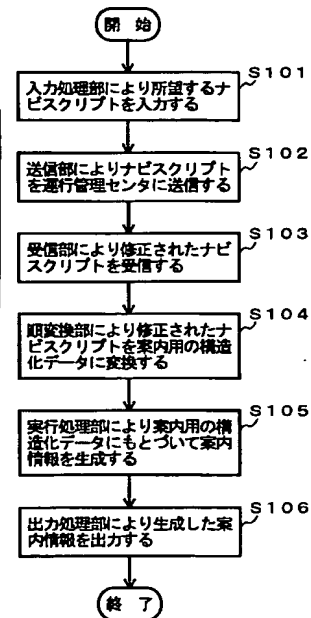 開 始
S101
入力処理部により所望するナ
ビスクリプトを入力する
S102
送信部によりナビスクリプト
を運行管理センタに送信する
S103
受信部により修正されたナビ
スクリプトを受信する
S104
順変換部により修正されたナ
ビスクリプトを案内用の構造
化データに変換する
S105
実行処理部により案内用の構
造化データにもとづいて案内
情報を生成する
S106
出力処理部により生成した案
内情報を出力する
終 了